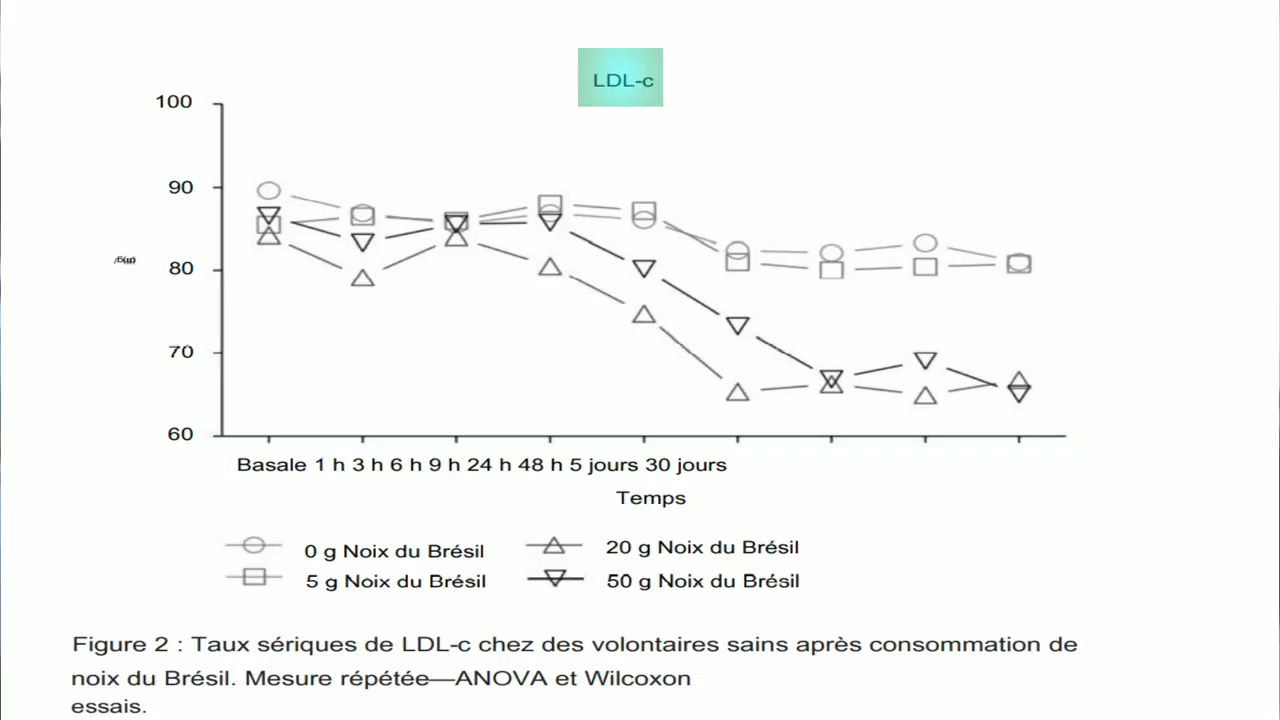 LDL-c
100
90
80
70
60
Basale 1 h 3 h 6 h 9 h 24 h 48 h 5 jours 30 jours
Temps
0 g Noix du Brésil
20 g Noix du Brésil
5 g Noix du Brésil
50 g Noix du Brésil
Figure 2 : Taux sériques de LDL-c chez des volontaires sains après consommation de
noix du Brésil. Mesure répétée—ANOVA et Wilcoxon
essais.